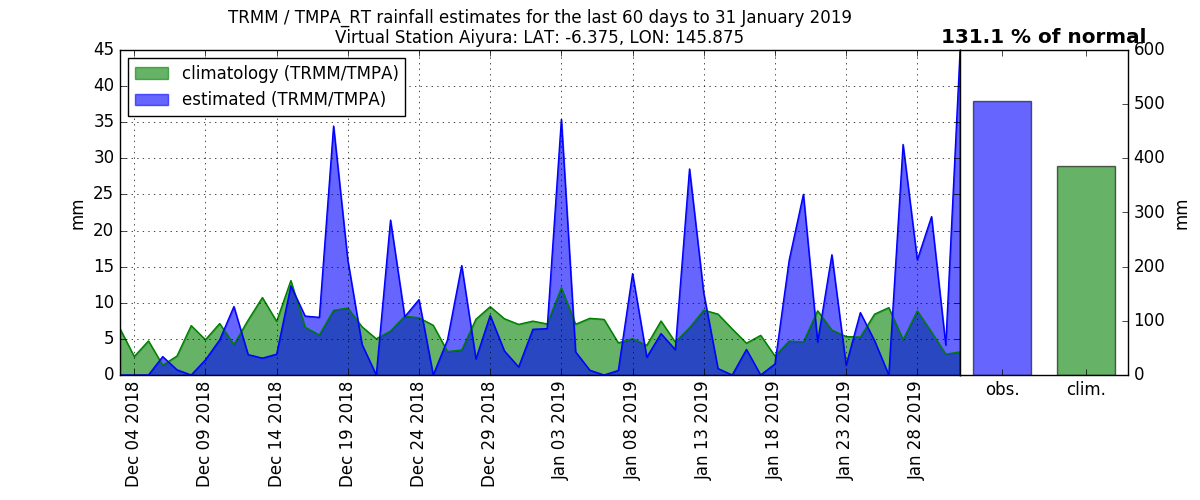 TRMM / TMPA_RT rainfall estimates for the last 60 days to 31 January 2019
Virtual Station Aiyura: LAT: -6.375, LON: 145.875
131.1 % of normal
climatology (TRMM/TMPA)
estimated (TRMM/TMPA)
45
40
35
30
25
20
15
10
5
0
mm
Dec 04 2018
Dec 09 2018
Dec 14 2018
Dec 19 2018
Dec 24 2018
Dec 29 2018
Jan 03 2019
Jan 08 2019
Jan 13 2019
Jan 18 2019
Jan 23 2019
Jan 28 2019
obs.
clim.
600
500
400
300
200
100
0
mm